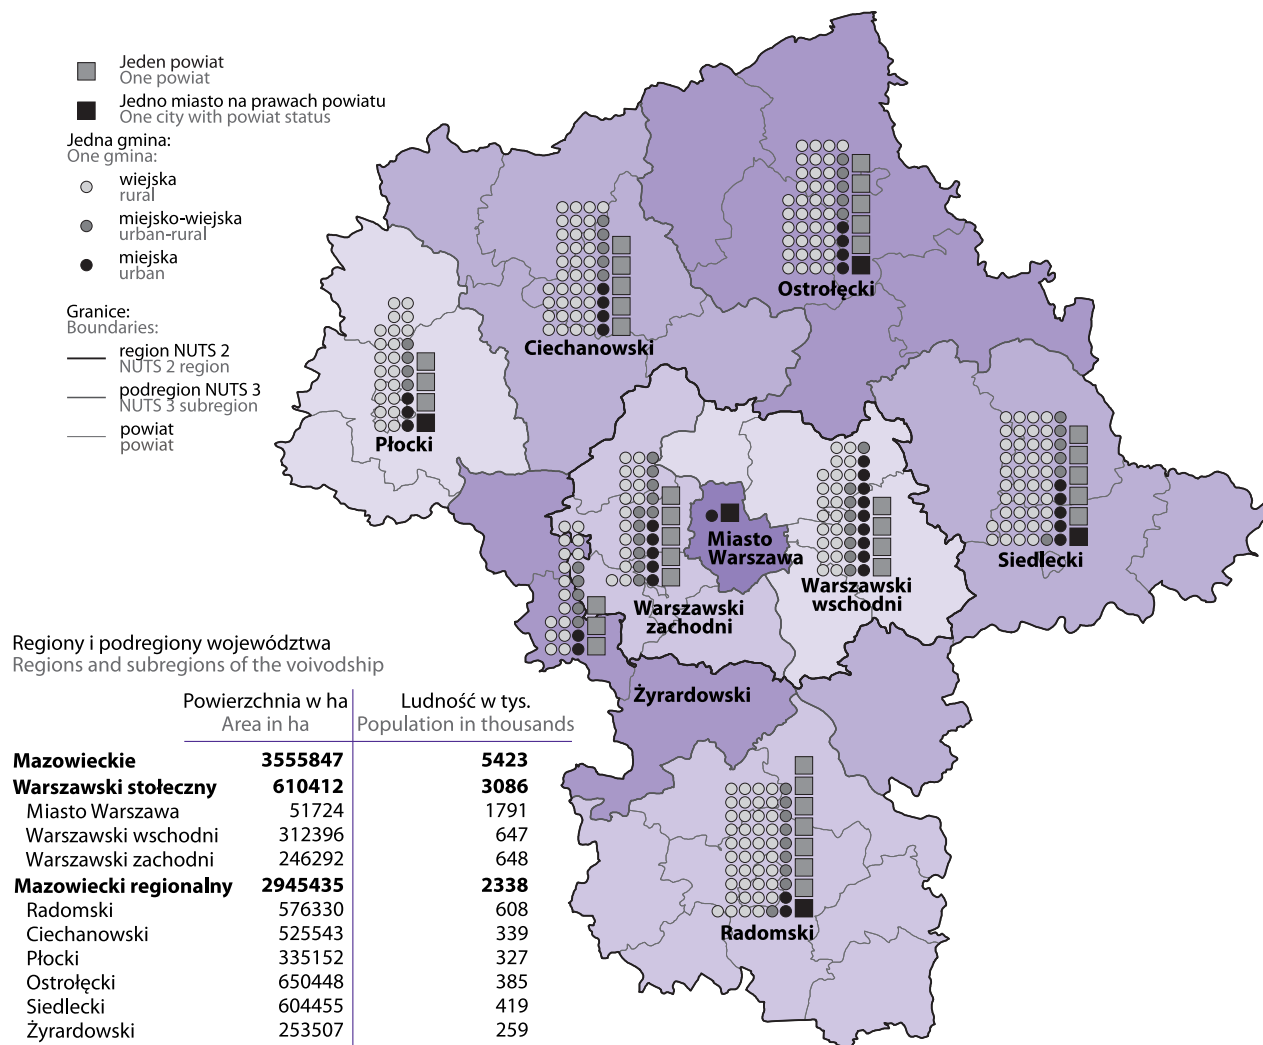 Jeden powiat
One powiat
Jedno miasto na prawach powiatu
One city with powiat status
Jedna gmina:
One gmina:
wiejska
rural
miejsko-wiejska
urban-rural
miejska
urban
Granice:
Boundaries:
region NUTS 2
NUTS 2 region
podregion NUTS 3
NUTS 3 subregion
powiat
powiat
Ostrołęcki
Ciechanowski
Płocki
Miasto
Warszawa
Siedlecki
Warszawski
wschodni
Warszawski
zachodni
Żyrardowski
Radomski
Regiony i podregiony województwa
Regions and subregions of the voivodship
Powierzchnia w ha Ludność w tys.
Area in ha Population in thousands
Mazowieckie 3555847 5423
Warszawski stołeczny 610412 3086
Miasto Warszawa 51724 1791
Warszawski wschodni 312396 647
Warszawski zachodni 246292 648
Mazowiecki regionalny 2945435 2338
Radomski 576330 608
Ciechanowski 525543 339
Płocki 335152 327
Ostrołęcki 650448 385
Siedlecki 604455 419
Żyrardowski 253507 259